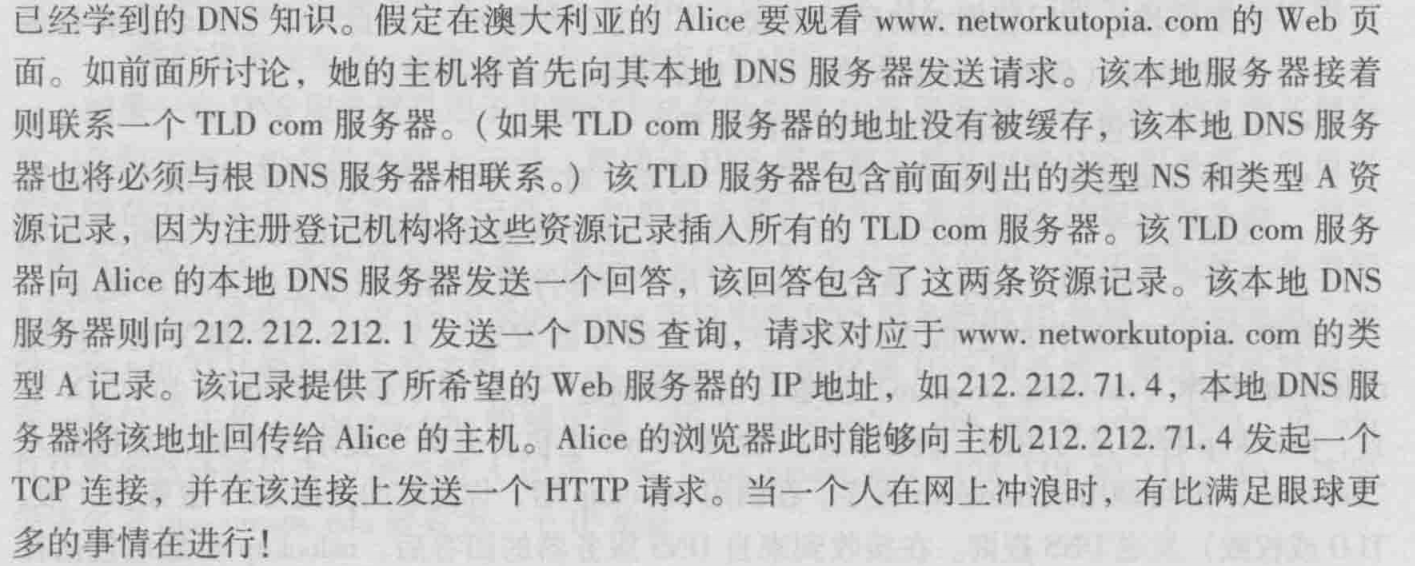 已经学到的 DNS 知识。假定在澳大利亚的 Alice 要观看 www. networkutopia. com 的 Web 页
面。如前面所讨论，她的主机将首先向其本地 DNS 服务器发送请求。该本地服务器接着
则联系一个 TLD com 服务器。(如果 TLD com 服务器的地址没有被缓存，该本地 DNS 服务
器也将必须与根 DNS 服务器相联系。) 该 TLD 服务器包含前面列出的类型 NS 和类型 A 资
源记录，因为注册登记机构将这些资源记录插入所有的 TLD com 服务器。该 TLD com 服务
器向 Alice 的本地 DNS 服务器发送一个回答，该回答包含了这两条资源记录。该本地 DNS
服务器则向 212. 212. 212. 1 发送一个 DNS 查询，请求对应于 www. networkutopia. com 的类
型 A 记录。该记录提供了所希望的 Web 服务器的 IP 地址，如 212. 212. 71. 4，本地 DNS 服
务器将该地址回传给 Alice 的主机。Alice 的浏览器此时能够向主机 212. 212. 71. 4 发起一个
TCP 连接，并在该连接上发送一个 HTTP 请求。当一个人在网上冲浪时，有比满足眼球更
多的事情在进行!